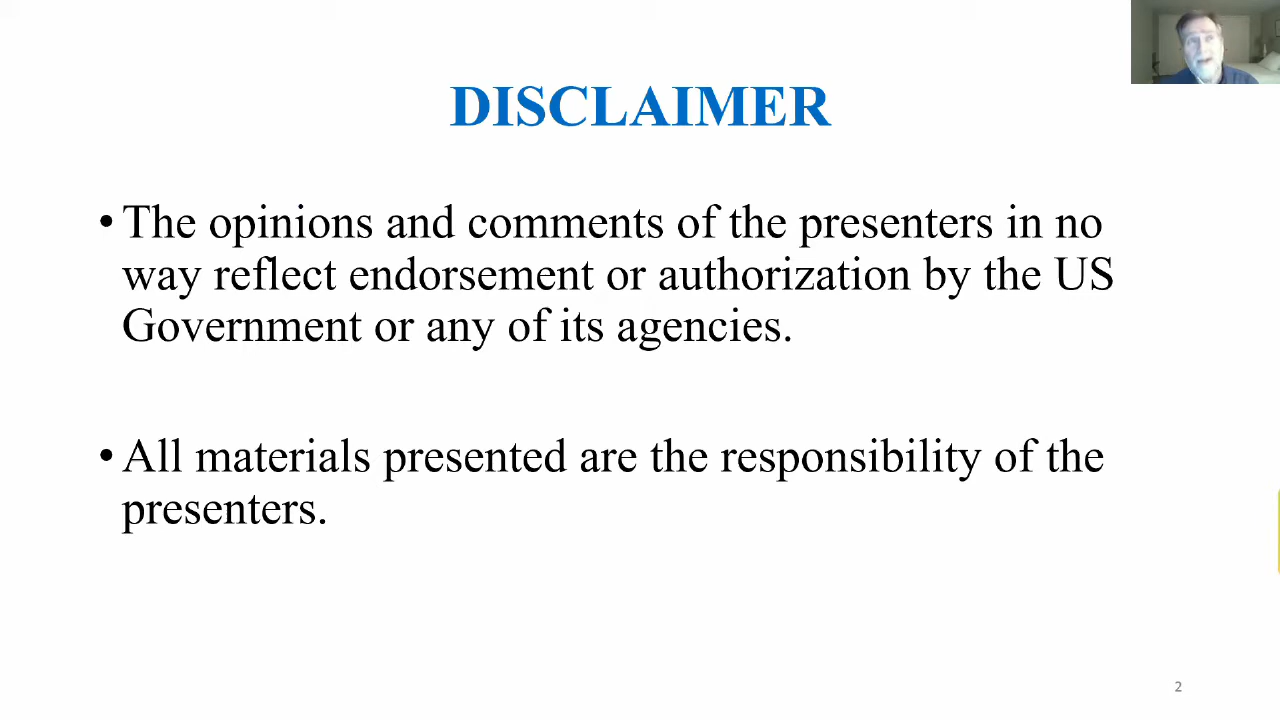 DISCLAIMER
• The opinions and comments of the presenters in no
way reflect endorsement or authorization by the US
Government or any of its agencies.
• All materials presented are the responsibility of the
presenters.
2